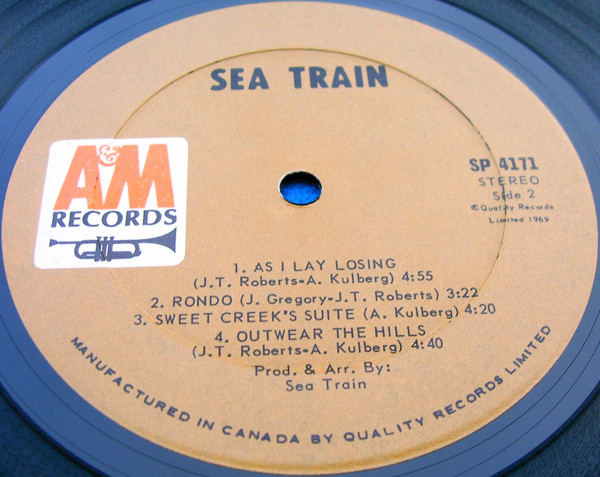 SEA TRAIN
A&M
RECORDS
SP 4171
STEREO
Side 2
©Quality Records
Limited 1969
1. AS I LAY LOSING
(J.T. Roberts-A. Kulberg) 4:55
2. RONDO (J. Gregory-J.T. Roberts) 3:22
3. SWEET CREEK'S SUITE (A. Kulberg) 4:20
4. OUTWEAR THE HILLS
(J.T. Roberts-A. Kulberg) 4:40
Prod. & Arr. By:
Sea Train
MANUFACTURED IN CANADA BY QUALITY RECORDS LIMITED